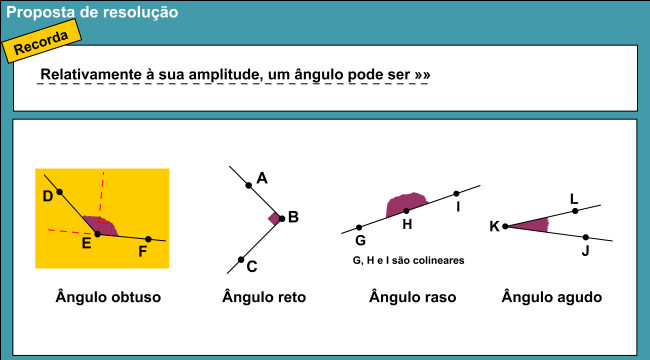 Proposta de resolução
Recorda
Relativamente à sua amplitude, um ângulo pode ser »»
D
E
F
A
B
C
G
H
I
G, H e I são colineares
K
L
J
Ângulo obtuso
Ângulo reto
Ângulo raso
Ângulo agudo